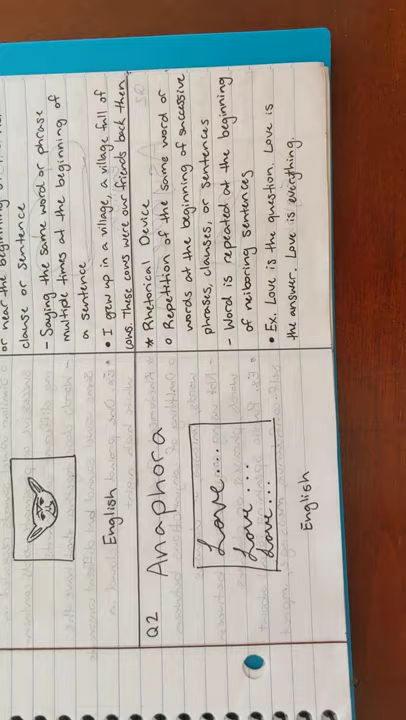 or near the beginning
clause or sentence
- Saying the same word or phrase
multiple times at the beginning of
a sentence
English
• I grew up in a village, a village full of
cows. These cows were our friends back then
Q2
Anaphora
Love....
Love...
Love...
English
* Rhetorical Device
o Repetition of the same word or
words at the beginning of successive
phrases, clauses, or sentences
- Word is repeated at the beginning
of neiboring sentences
• Ex. Love is the question. Love is
the answer. Love is everything.